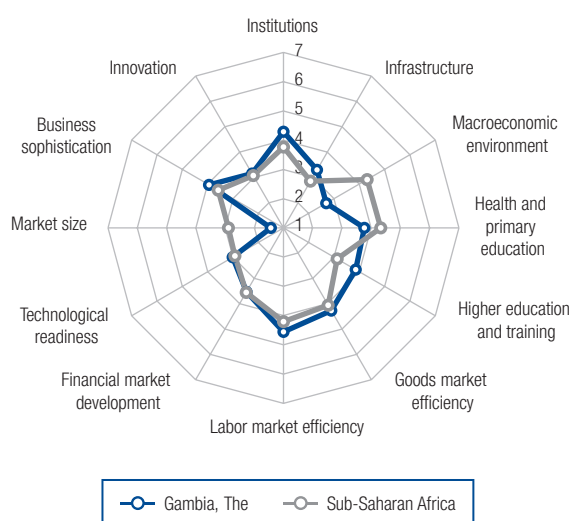 Institutions
7
6
5
4
3
2
1
Innovation
Infrastructure
Business
sophistication
Macroeconomic
environment
Market size
Health and
primary
education
Technological
readiness
Higher education
and training
Financial market
development
Goods market
efficiency
Labor market efficiency
Gambia, The
Sub-Saharan Africa